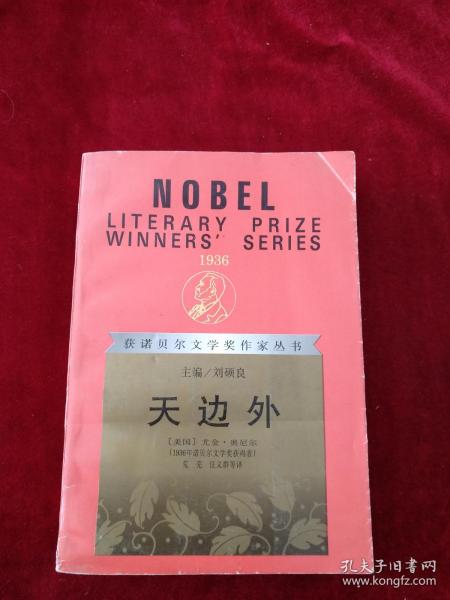 NOBEL
LITERARY PRIZE
WINNERS' SERIES
1936
获诺贝尔文学奖作家丛书
主编/刘硕良
天边外
[美国] 尤金·奥尼尔
(1936年诺贝尔文学奖获得者)
荒芜 汪义群等译
孔夫子旧书网
www.kongfz.com